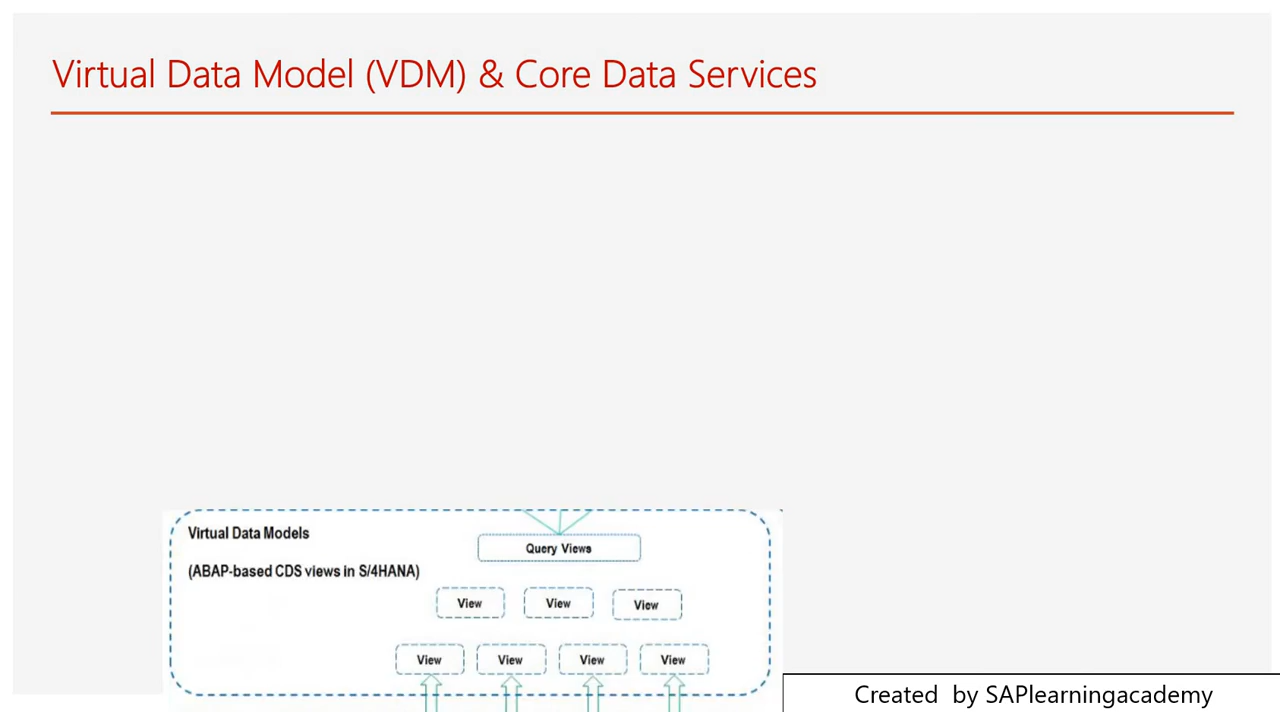 Virtual Data Model (VDM) & Core Data Services
Virtual Data Models
Query Views
(ABAP-based CDS views in S/4HANA)
View View View
View View View View
Created by SAPlearningacademy